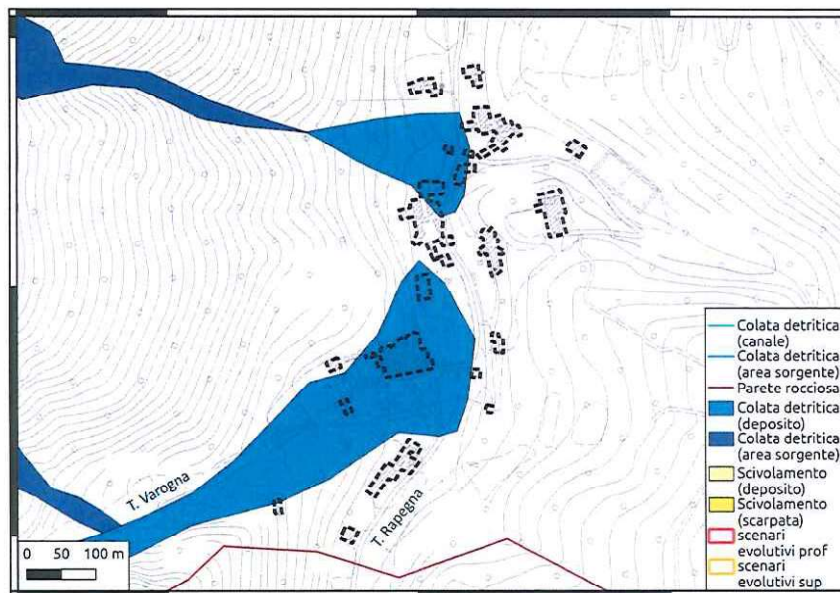 T. Varogna
T. Rapegna
0 50 100 m
Colata detritica
(canale)
Colata detritica
(area sorgente)
Parete rocciosa
Colata detritica
(deposito)
Colata detritica
(area sorgente)
Scivolamento
(deposito)
Scivolamento
(scarpata)
scenari
evolutivi prof
scenari
evolutivi sup